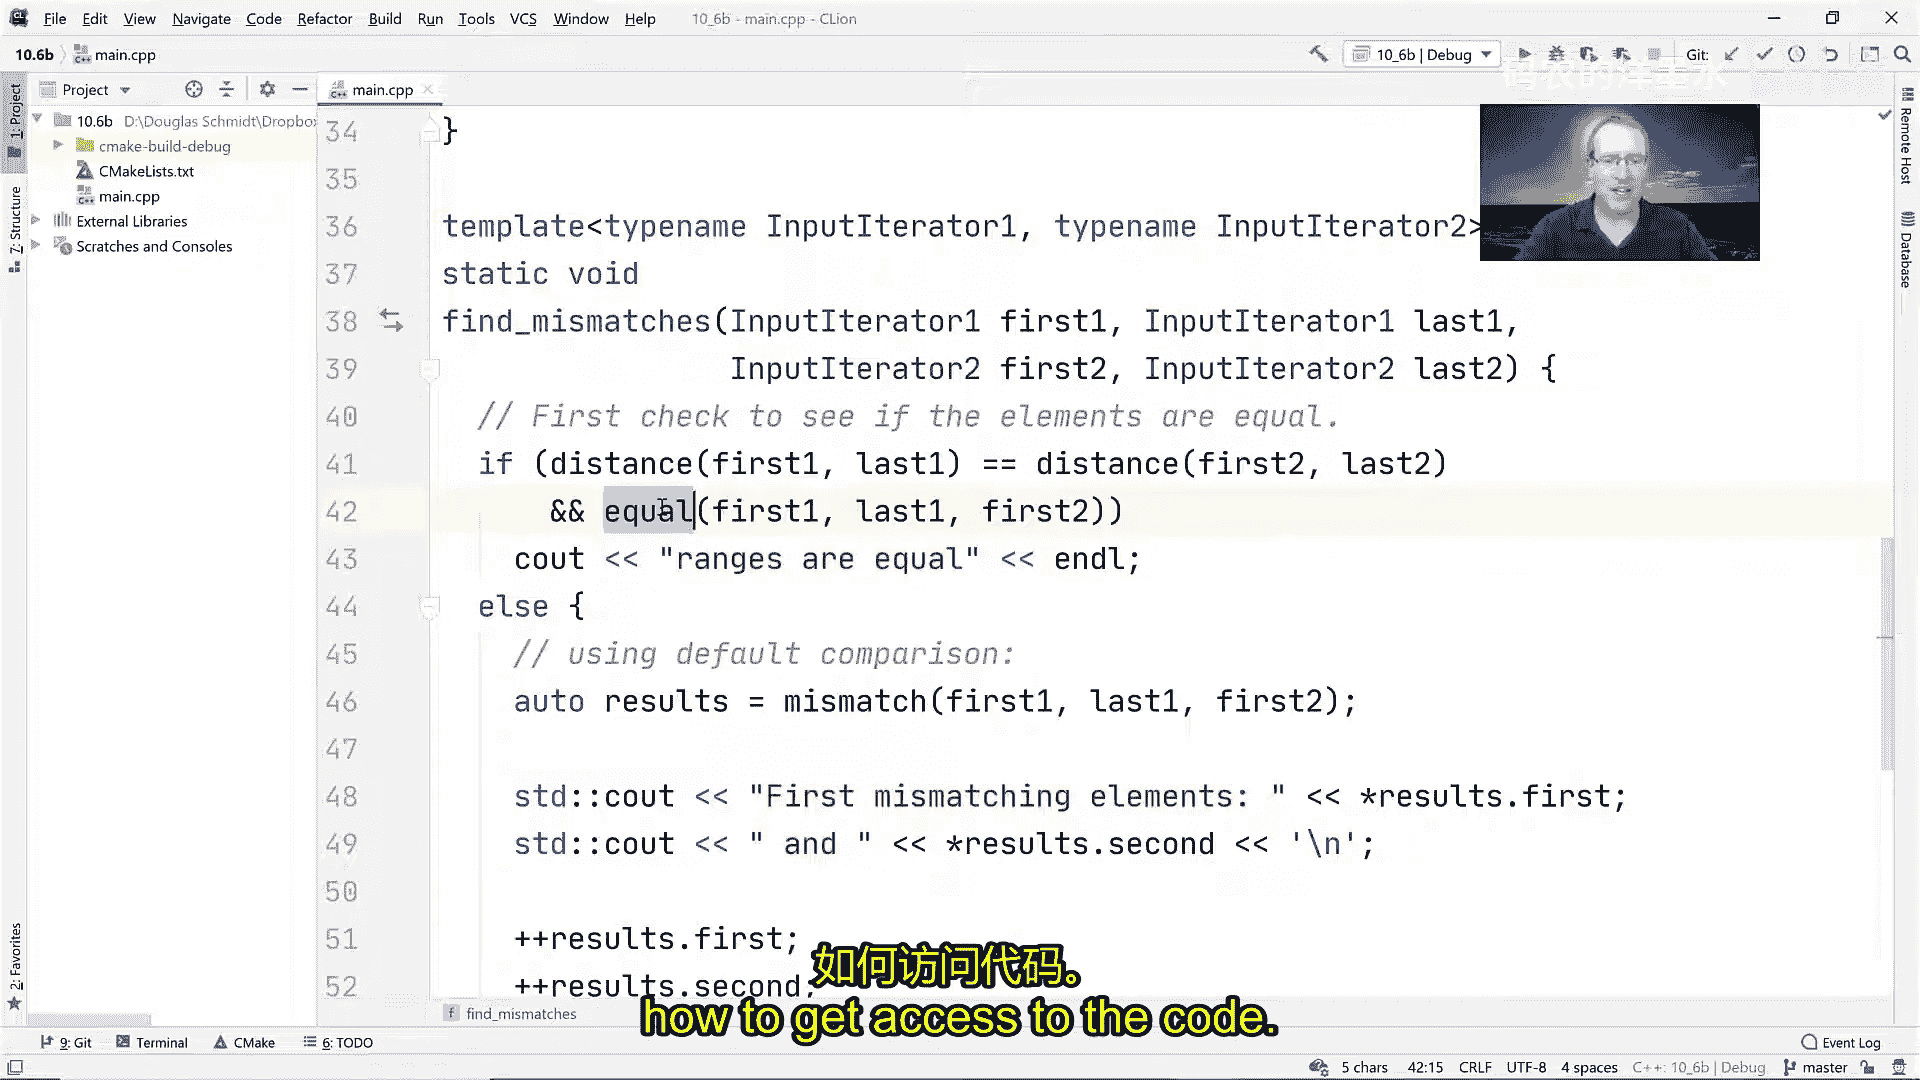 File Edit View Navigate Code Refactor Build Run Tools VCS Window Help 10_6b - main.cpp - CLion
10.6b main.cpp 10_6b | Debug Git:
码农的洋墨水
Project main.cpp
1: Project
7: Structure
2: Favorites
10.6b D:\Douglas Schmidt\Dropbo
cmake-build-debug
CMakeLists.txt
main.cpp
External Libraries
Scratches and Consoles
34 }
35
36 template<typename InputIterator1, typename InputIterator2>
37 static void
38 find_mismatches(InputIterator1 first1, InputIterator1 last1,
39 InputIterator2 first2, InputIterator2 last2) {
40 // First check to see if the elements are equal.
41 if (distance(first1, last1) == distance(first2, last2)
42 && equal(first1, last1, first2))
43 cout << "ranges are equal" << endl;
44 else {
45 // using default comparison:
46 auto results = mismatch(first1, last1, first2);
47
48 std::cout << "First mismatching elements: " << *results.first;
49 std::cout << " and " << *results.second << '\n';
50
51 ++results.first;
52 ++results.second;
Remote Host
Database
如何访问代码。
how to get access to the code.
find_mismatches
9: Git Terminal CMake 6: TODO Event Log
5 chars 42:15 CRLF UTF-8 4 spaces C++: 10_6b | Debug master